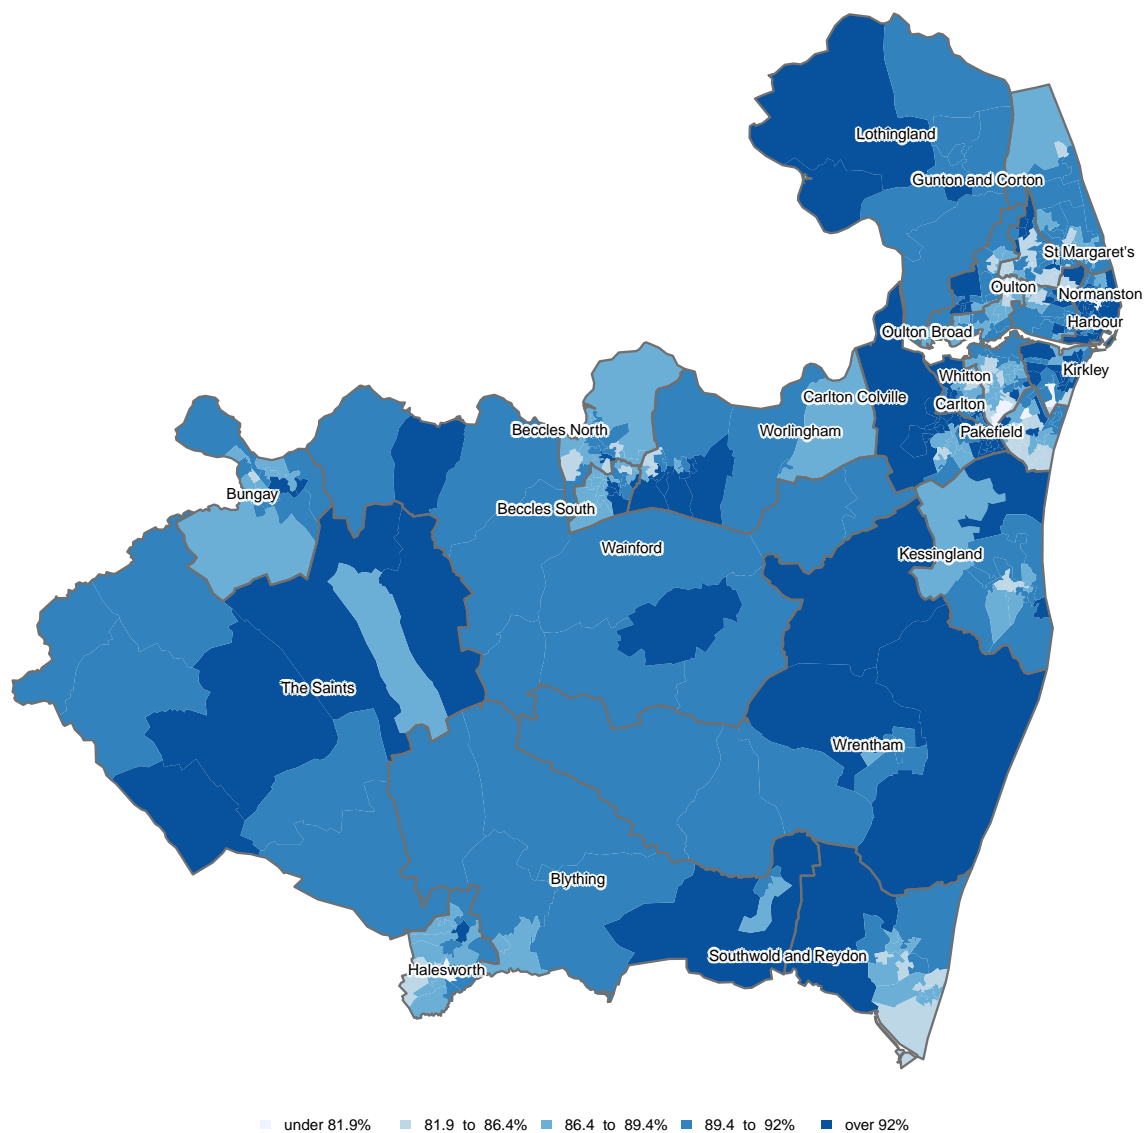 Lothingland
Gunton and Corton
St Margaret's
Oulton
Normanston
Harbour
Oulton Broad
Kirkley
Whitton
Carlton Colville
Carlton
Beccles North
Worlingham
Pakefield
Bungay
Beccles South
Wainford
Kessingland
The Saints
Wrentham
Blything
Southwold and Reydon
Halesworth
under 81.9% 81.9 to 86.4% 86.4 to 89.4% 89.4 to 92% over 92%